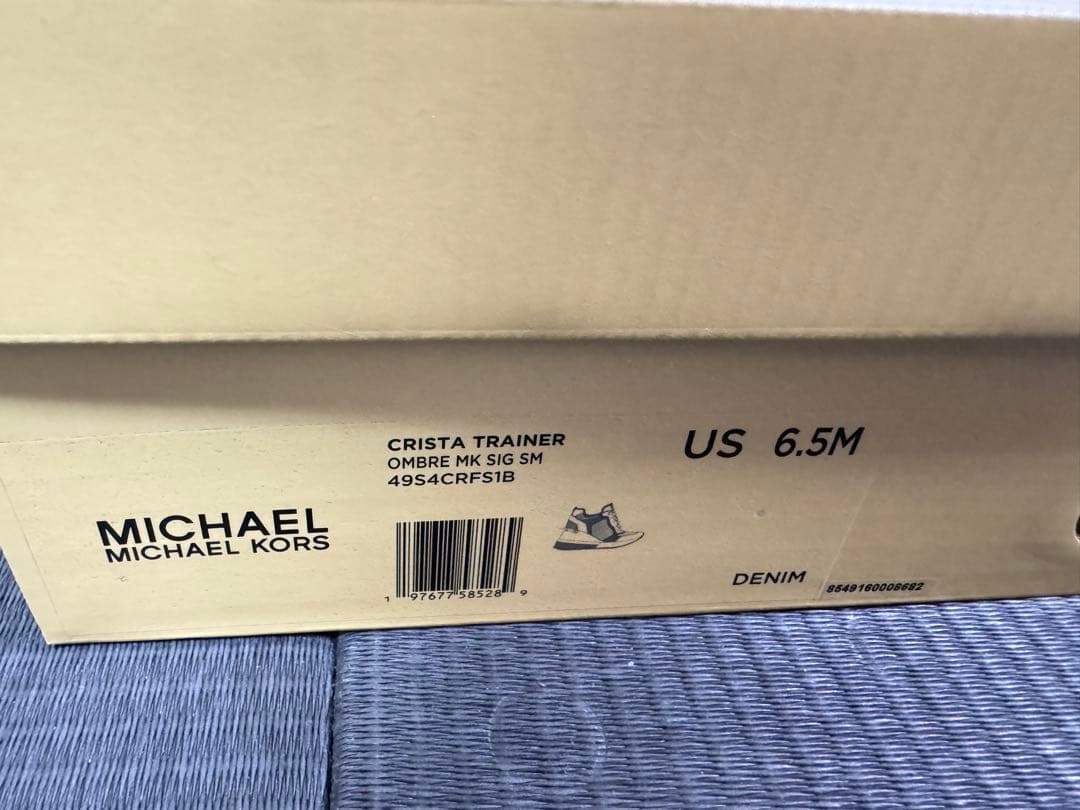 CRISTA TRAINER
OMBRE MK SIG SM
49S4CRFS1B
US 6.5M
MICHAEL
MICHAEL KORS
1 97677 58528 9
DENIM
8549160008682